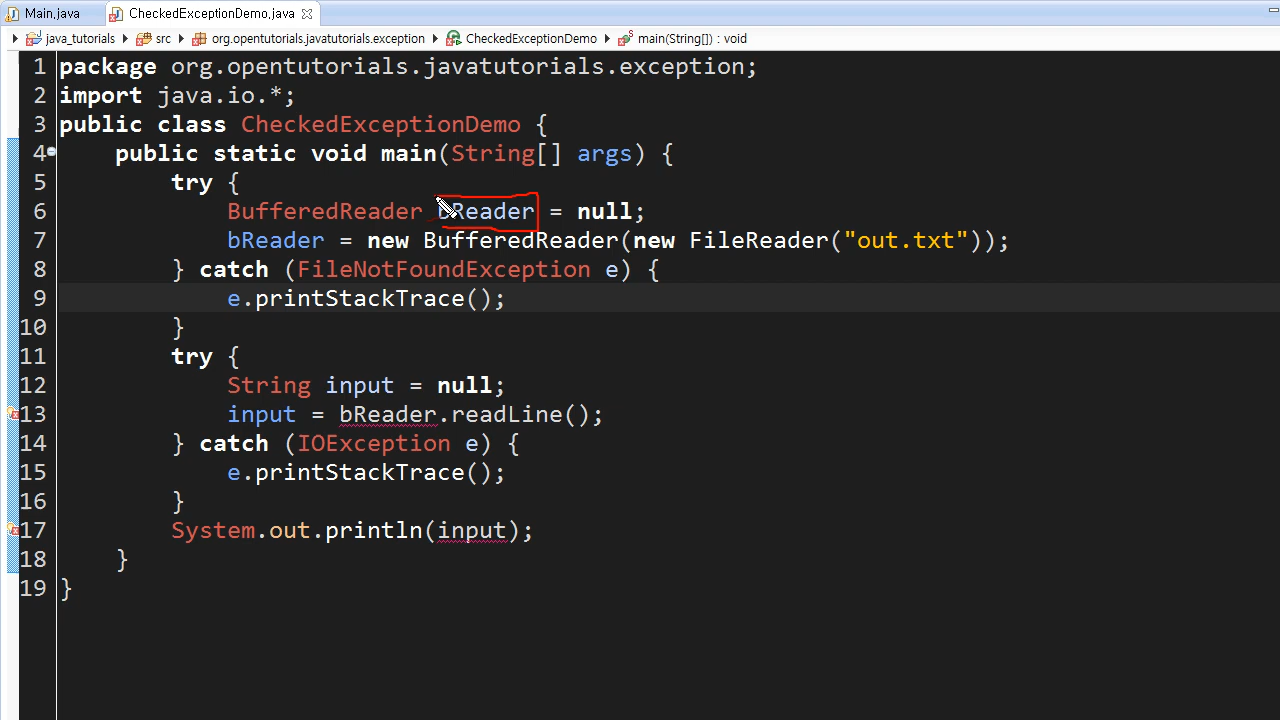 Main.java CheckedExceptionDemo.java
java_tutorials src org.opentutorials.javatutorials.exception CheckedExceptionDemo main(String[]) : void
1 package org.opentutorials.javatutorials.exception;
2 import java.io.*;
3 public class CheckedExceptionDemo {
4 public static void main(String[] args) {
5 try {
6 BufferedReader bReader = null;
7 bReader = new BufferedReader(new FileReader("out.txt"));
8 } catch (FileNotFoundException e) {
9 e.printStackTrace();
10 }
11 try {
12 String input = null;
13 input = bReader.readLine();
14 } catch (IOException e) {
15 e.printStackTrace();
16 }
17 System.out.println(input);
18 }
19 }